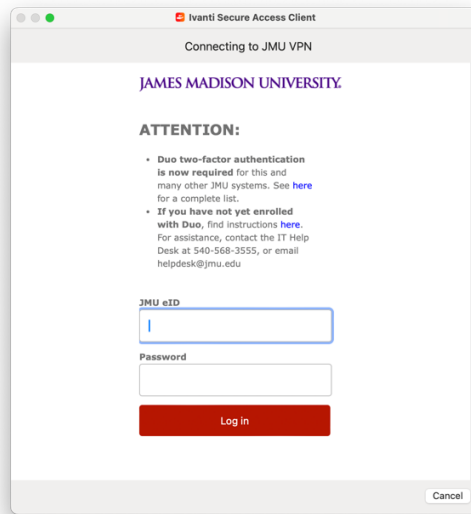 Ivanti Secure Access Client
Connecting to JMU VPN
JAMES MADISON UNIVERSITY.
ATTENTION:
• Duo two-factor authentication
is now required for this and
many other JMU systems. See here
for a complete list.
• If you have not yet enrolled
with Duo, find instructions here.
For assistance, contact the IT Help
Desk at 540-568-3555, or email
helpdesk@jmu.edu
JMU eID
Password
Log in
Cancel